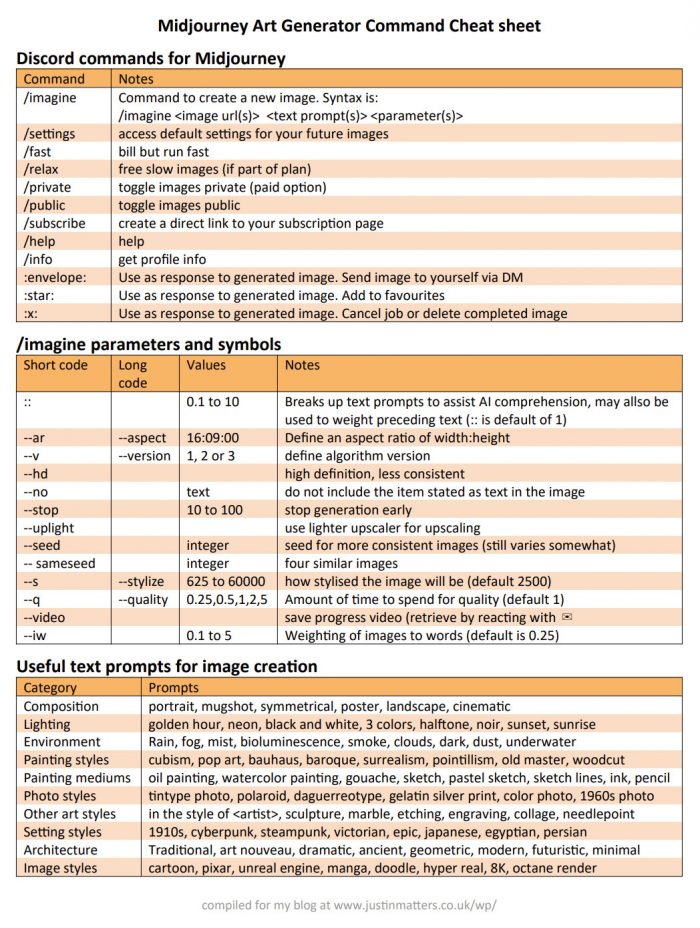 Midjourney Art Generator Command Cheat sheet
Discord commands for Midjourney
Command Notes
/imagine Command to create a new image. Syntax is:
/imagine <image url(s)> <text prompt(s)> <parameter(s)>
/settings access default settings for your future images
/fast bill but run fast
/relax free slow images (if part of plan)
/private toggle images private (paid option)
/public toggle images public
/subscribe create a direct link to your subscription page
/help help
/info get profile info
:envelope: Use as response to generated image. Send image to yourself via DM
:star: Use as response to generated image. Add to favourites
:x: Use as response to generated image. Cancel job or delete completed image
/imagine parameters and symbols
Short code Long code Values Notes
:: 0.1 to 10 Breaks up text prompts to assist AI comprehension, may allso be
used to weight preceding text (:: is default of 1)
--ar --aspect 16:09:00 Define an aspect ratio of width:height
--v --version 1, 2 or 3 define algorithm version
--hd high definition, less consistent
--no text do not include the item stated as text in the image
--stop 10 to 100 stop generation early
--uplight use lighter upscaler for upscaling
--seed integer seed for more consistent images (still varies somewhat)
-- sameseed integer four similar images
--s --stylize 625 to 60000 how stylised the image will be (default 2500)
--q --quality 0.25,0.5,1,2,5 Amount of time to spend for quality (default 1)
--video save progress video (retrieve by reacting with ✉
--iw 0.1 to 5 Weighting of images to words (default is 0.25)
Useful text prompts for image creation
Category Prompts
Composition portrait, mugshot, symmetrical, poster, landscape, cinematic
Lighting golden hour, neon, black and white, 3 colors, halftone, noir, sunset, sunrise
Environment Rain, fog, mist, bioluminescence, smoke, clouds, dark, dust, underwater
Painting styles cubism, pop art, bauhaus, baroque, surrealism, pointillism, old master, woodcut
Painting mediums oil painting, watercolor painting, gouache, sketch, pastel sketch, sketch lines, ink, pencil
Photo styles tintype photo, polaroid, daguerreotype, gelatin silver print, color photo, 1960s photo
Other art styles in the style of <artist>, sculpture, marble, etching, engraving, collage, needlepoint
Setting styles 1910s, cyberpunk, steampunk, victorian, epic, japanese, egyptian, persian
Architecture Traditional, art nouveau, dramatic, ancient, geometric, modern, futuristic, minimal
Image styles cartoon, pixar, unreal engine, manga, doodle, hyper real, 8K, octane render
compiled for my blog at www.justinmatters.co.uk/wp/